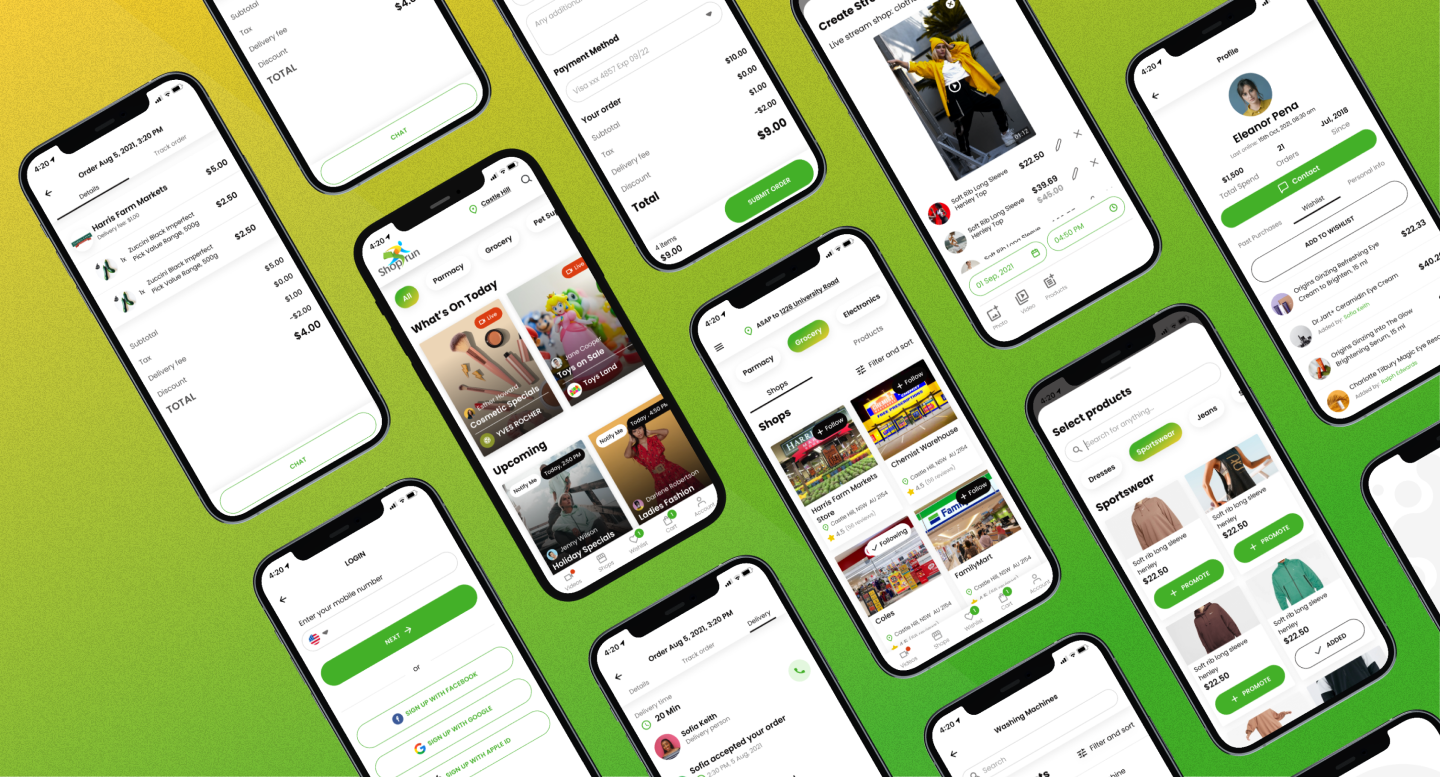 4:20
Order Aug 5, 2021, 3:20 PM
Details
Track order
Harris Farm Markets
Delivery fee $1.00
$5.00
1x
Zuccini Black Imperfect
Pick Value Range, 500g
$2.50
1x
Zuccini Black Imperfect
Pick Value Range, 500g
$2.50
Subtotal
$5.00
Tax
$0.00
Delivery fee
$1.00
Discount
-$2.00
TOTAL
$4.00
CHAT
Subtotal
Tax
Delivery fee
Discount
TOTAL
CHAT
4:20
LOGIN
Enter your mobile number
NEXT
or
SIGN UP WITH FACEBOOK
SIGN UP WITH GOOGLE
SIGN UP WITH APPLE ID
4:20
Shop run
Castle Hill
All
Parmacy
Grocery
Pet Su
What's On Today
Live
Esther Howard
Cosmetic Specials
YVES ROCHER
Live
Jane Cooper
Toys on Sale
Toys Land
Upcoming
Notify Me
Today, 2:50 PM
Jenny Wilson
Holiday Specials
Notify Me
Today, 4:50 PM
Darlene Robertson
Ladies Fashion
Videos
Shops
Wishlist
Cart
Account
Any additional
Payment Method
Visa xxx 4857 Exp 09/22
Your order
Subtotal
$10.00
Tax
$0.00
Delivery fee
$1.00
Discount
-$2.00
Total
$9.00
4 items
$9.00
SUBMIT ORDER
4:20
Order Aug 5, 2021, 3:20 PM
Details
Track order
Delivery
Delivery time
20 Min
Sofia Keith
Delivery person
Sofia accepted your order
2:30 PM, 5 Aug, 2021
4:20
ASAP to 1226 University Road
Parmacy
Grocery
Electronics
Shops
Products
Filter and sort
Shops
Follow
Harris Farm Markets
Store
Castle Hill, NSW AU 2154
Follow
Chemist Warehouse
Castle Hill, NSW AU 2154
Following
Coles
Castle Hill, NSW AU 2154
Follow
FamilyMart
Castle Hill, NSW AU 2154
Videos
Shops
Wishlist
Cart
Account
Live stream shop: cloth
01:12
Soft Rib Long Sleeve
Henley Top
$22.50
Soft Rib Long Sleeve
Henley Top
$39.69
$45.00
Soft Rib Long Sleeve
01 Sep, 2021
04:50 PM
Photo
Video
Products
4:20
Washing Machines
Search
Filter and sort
4:20
Select products
Search for anything...
Dresses
Sportswear
Jeans
Sportswear
Soft rib long sleeve
henley
$22.50
PROMOTE
Soft rib long sleeve
henley
$22.50
PROMOTE
Soft rib long sleeve
henley
$22.50
PROMOTE
Soft rib long sleeve
henley
$22.50
ADDED
4:20
Profile
Eleanor Pena
Last online: 15th Oct, 2021, 08:30 am
$1,500
Total Spend
21
Orders
Jul, 2018
Since
Contact
Past Purchases
Wishlist
Personal info
ADD TO WISHLIST
Origins GinZing Refreshing Eye
Cream to Brighten, 15 ml
$22.33
Dr.Jart+ Ceramidin Eye Cream
Added by: Sofia Keith
Origins Ginzing Into The Glow
Brightening Serum, 15 ml
Charlotte Tilbury Magic Eye Resc
Added by: Ralph Edwards